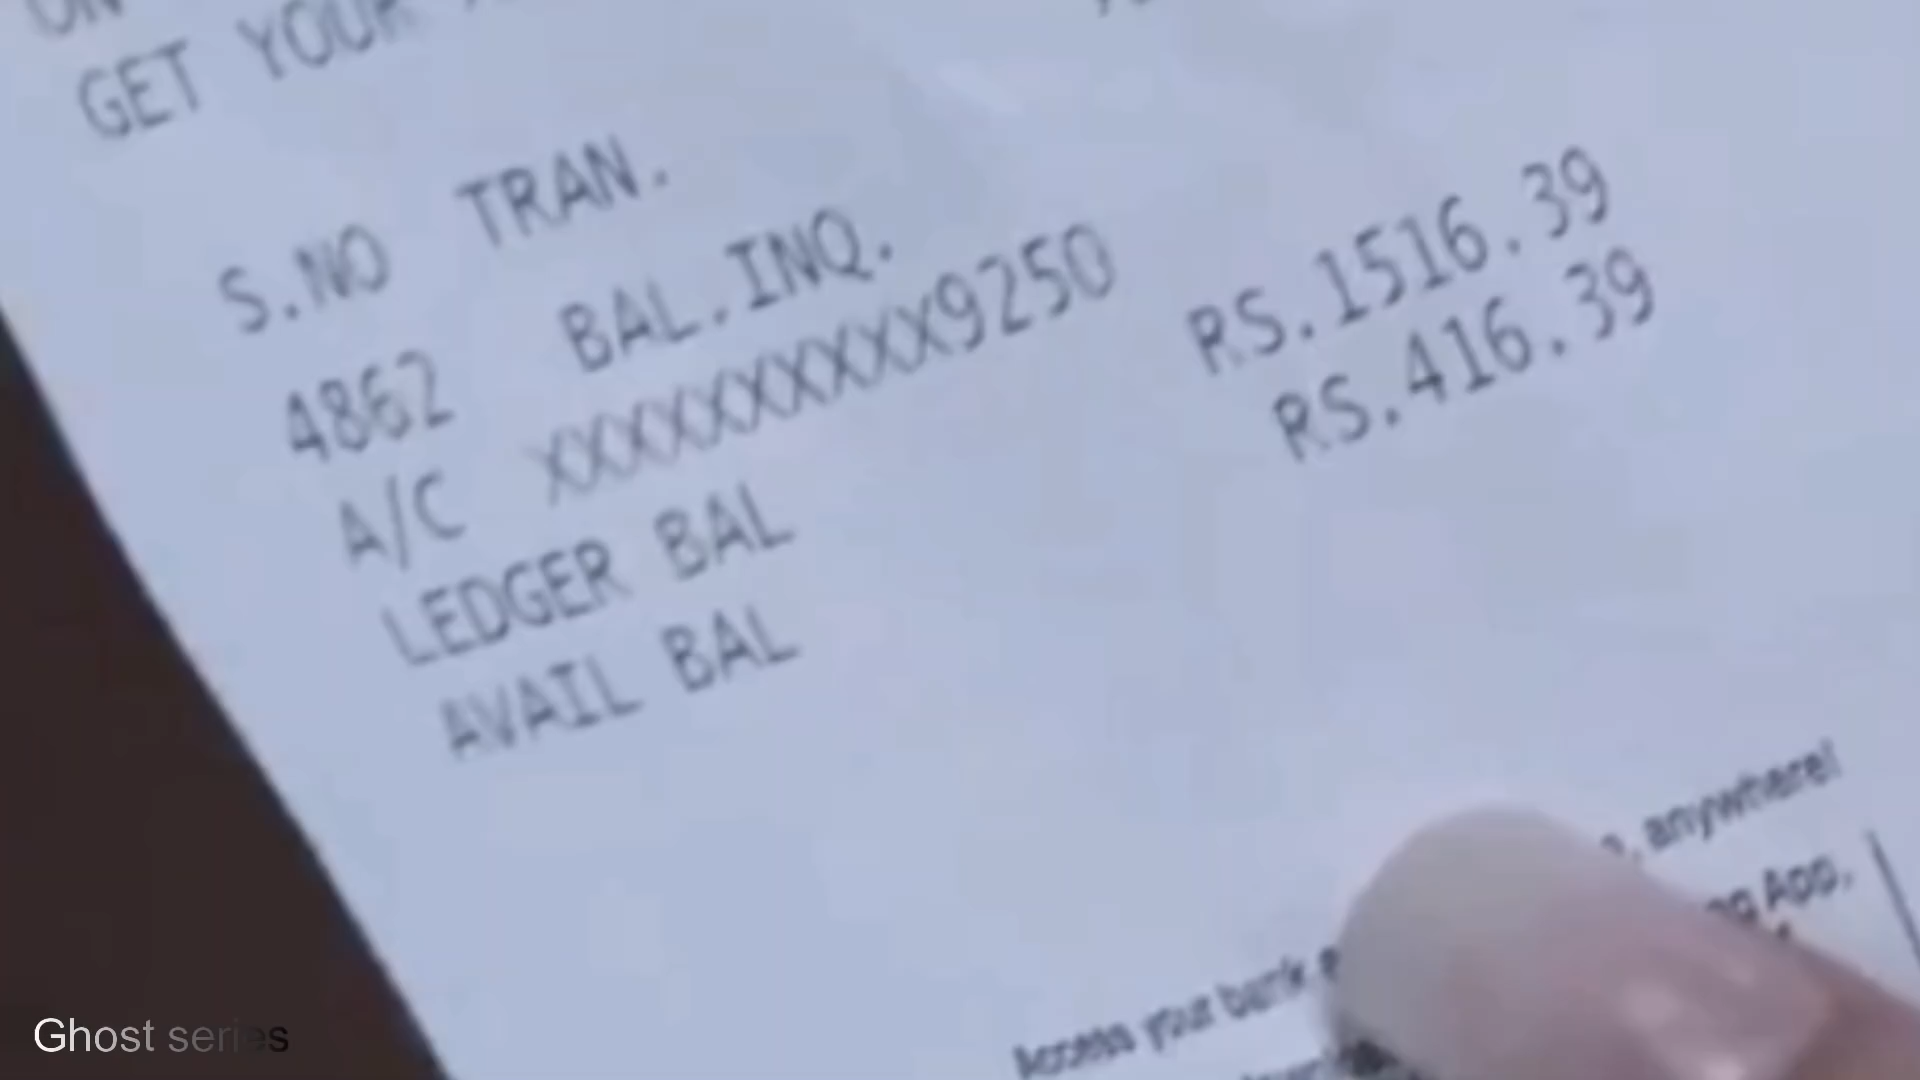 GET YOUR
S.NO TRAN.
4862 BAL.INQ.
A/C XXXXXXXXXX9250
LEDGER BAL RS.1516.39
AVAIL BAL RS.416.39
anywhere!
App,
Access your bank
Ghost series